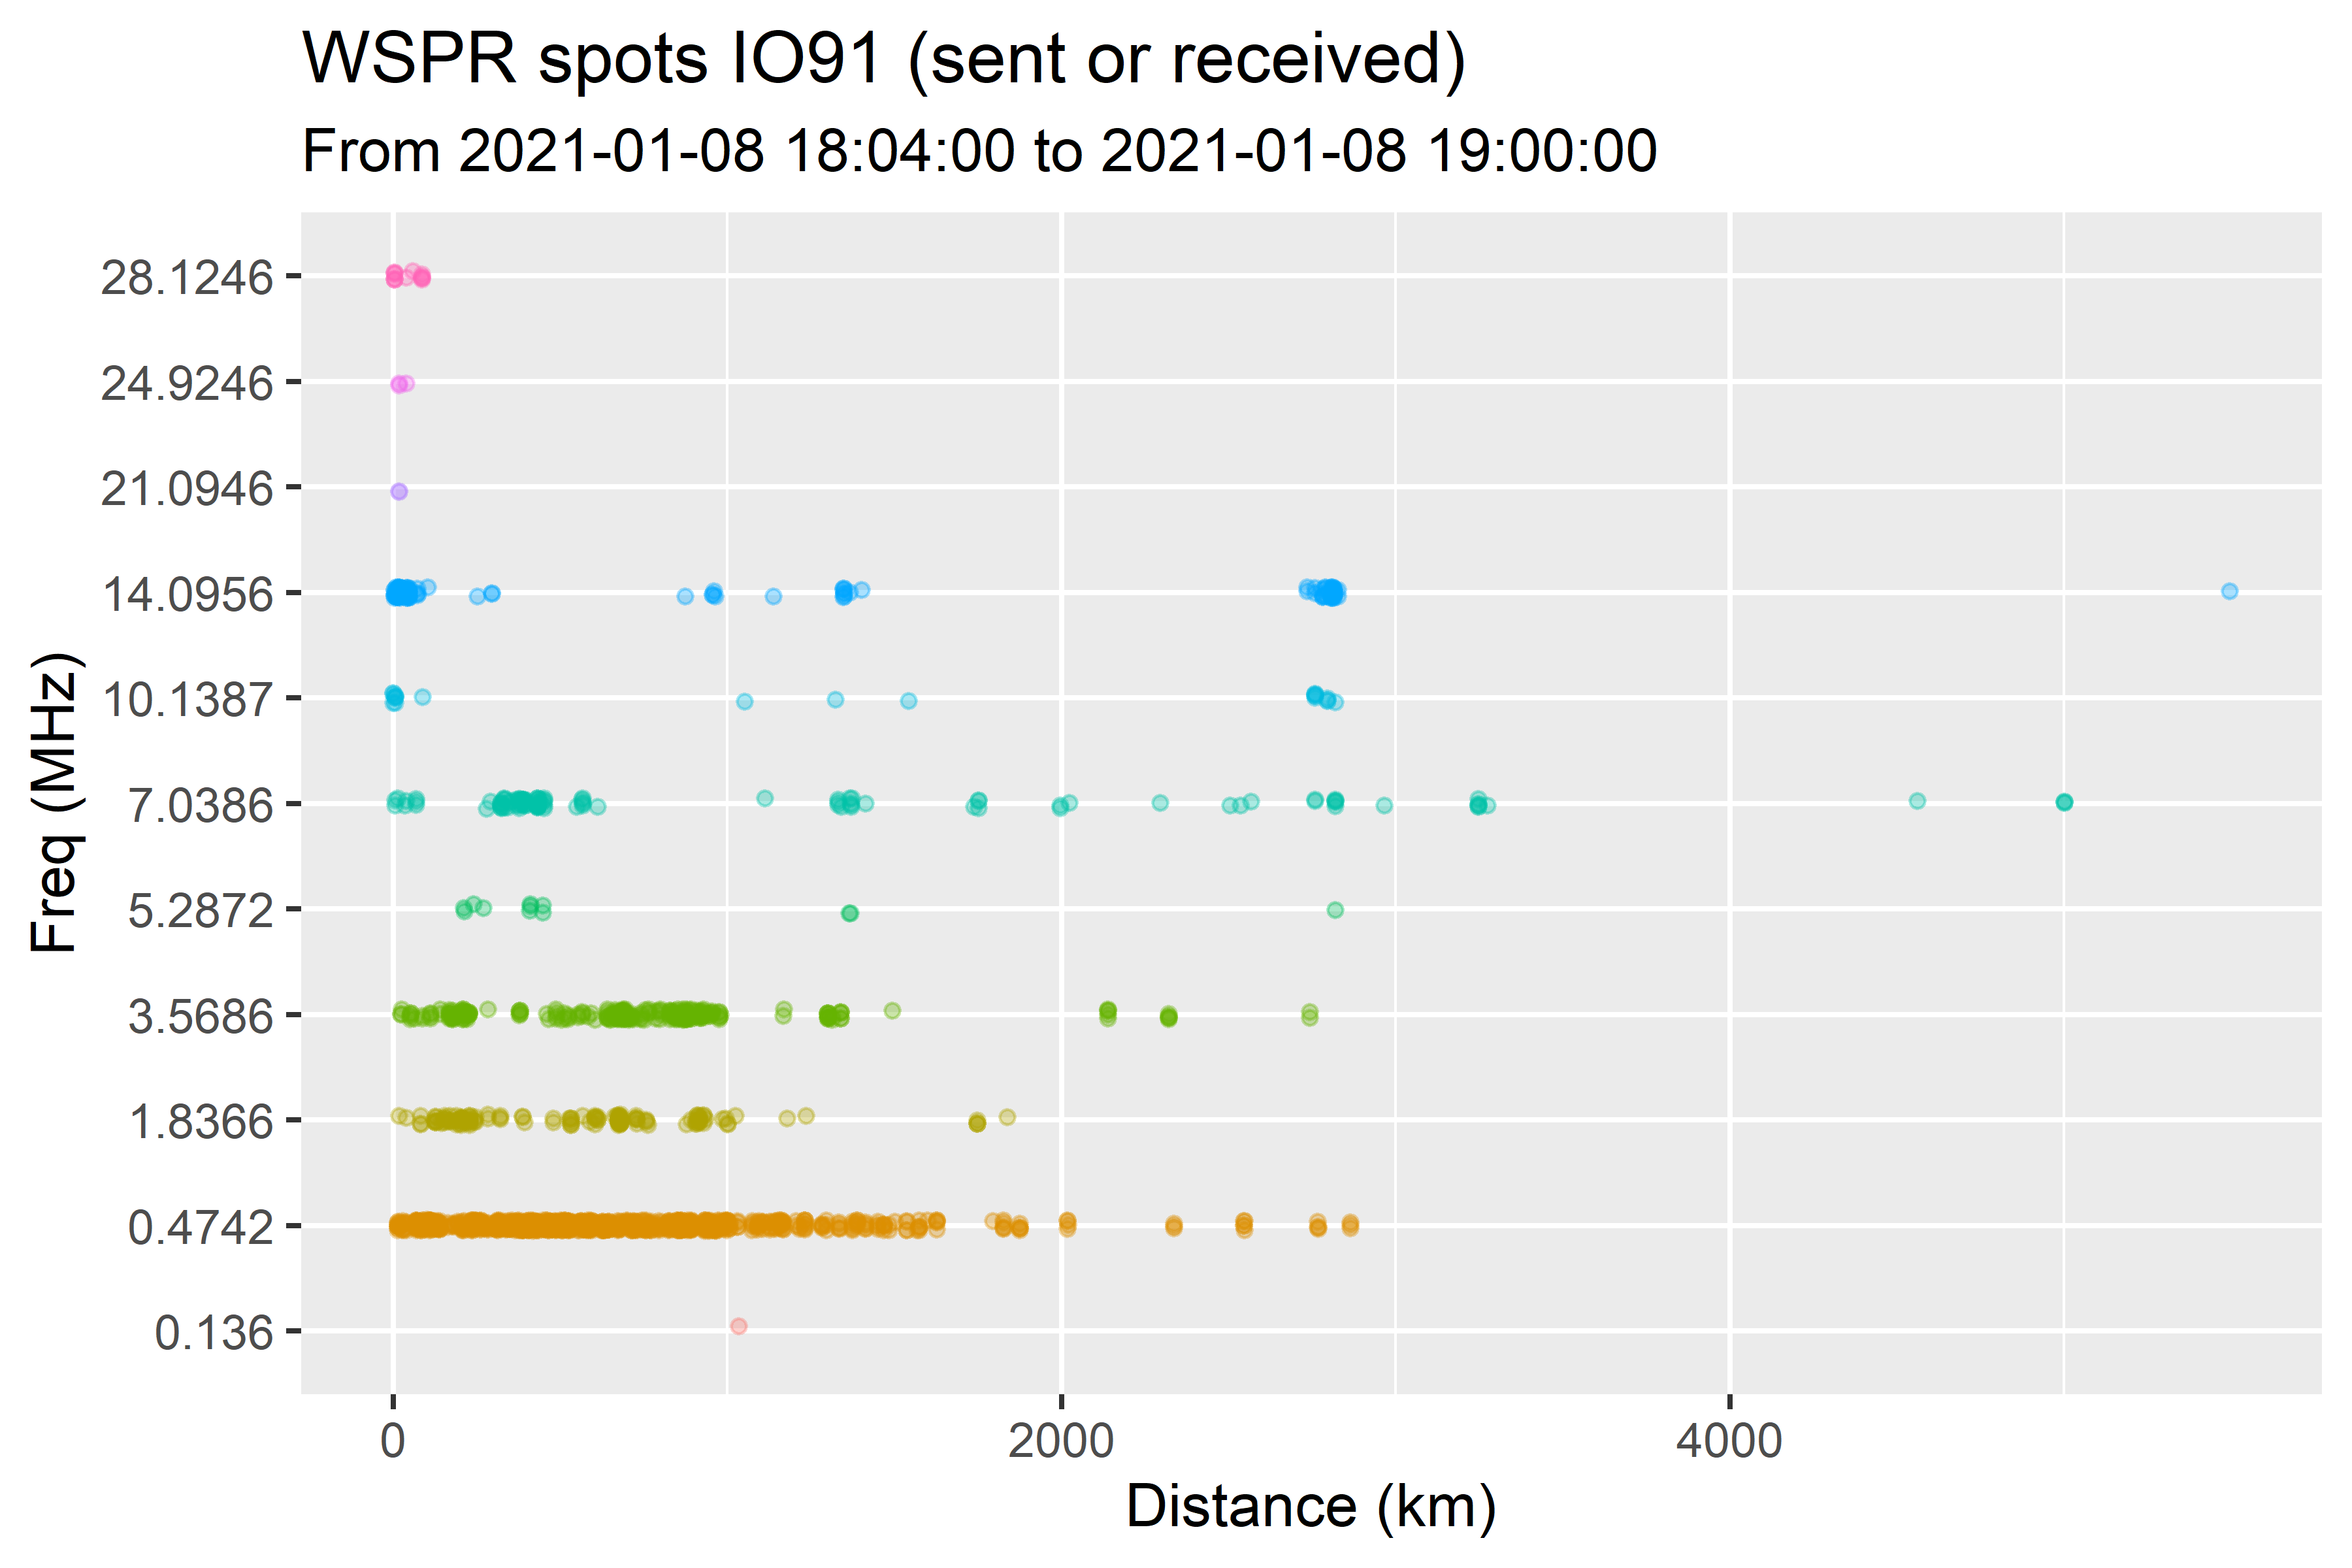 WSPR spots IO91 (sent or received)
From 2021-01-08 18:04:00 to 2021-01-08 19:00:00
Freq (MHz)
28.1246
24.9246
21.0946
14.0956
10.1387
7.0386
5.2872
3.5686
1.8366
0.4742
0.136
0 2000 4000
Distance (km)